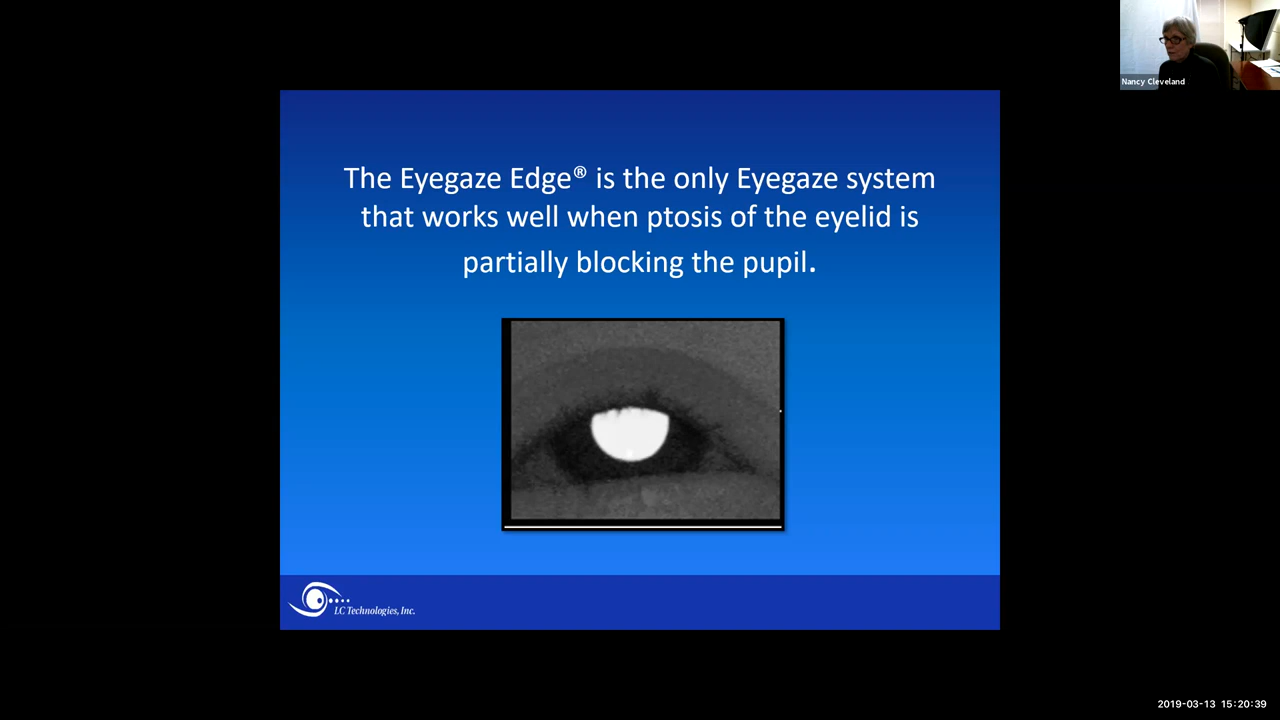 Nancy Cleveland
The Eyegaze Edge® is the only Eyegaze system
that works well when ptosis of the eyelid is
partially blocking the pupil.
LC Technologies, Inc.
2019-03-13 15:20:39